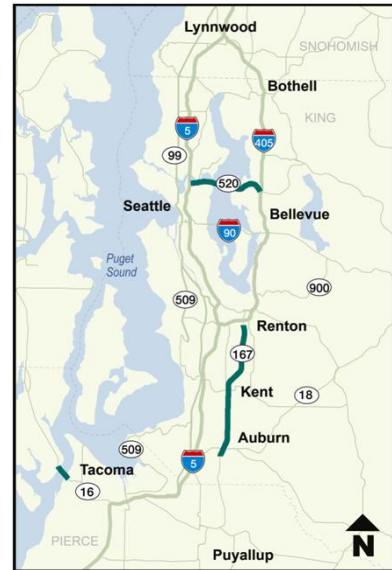 Lynnwood
SNOHOMISH
Bothell
KING
5
405
99
520
Seattle
Bellevue
90
Puget
Sound
900
509
Renton
167
Kent
18
Auburn
509
5
Tacoma
16
PIERCE
N
Puyallup